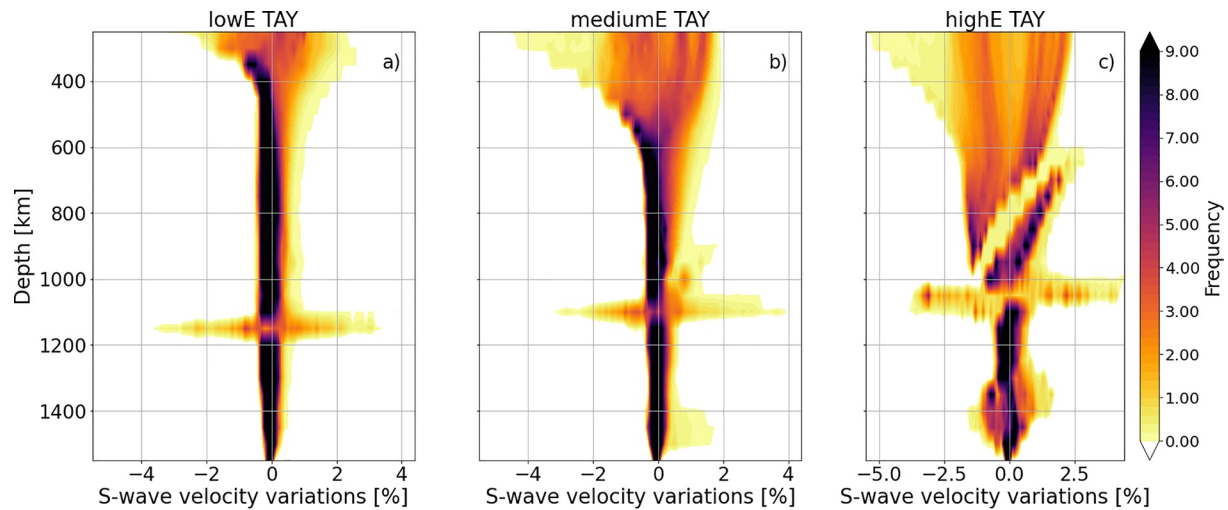 lowE TAY
mediumE TAY
highE TAY
a)
b)
c)
Depth [km]
400
600
800
1000
1200
1400
−4
−2
0
2
4
S-wave velocity variations [%]
−4
−2
0
2
4
S-wave velocity variations [%]
−5.0
−2.5
0.0
2.5
S-wave velocity variations [%]
9.00
8.00
7.00
6.00
5.00
4.00
3.00
2.00
1.00
0.00
Frequency